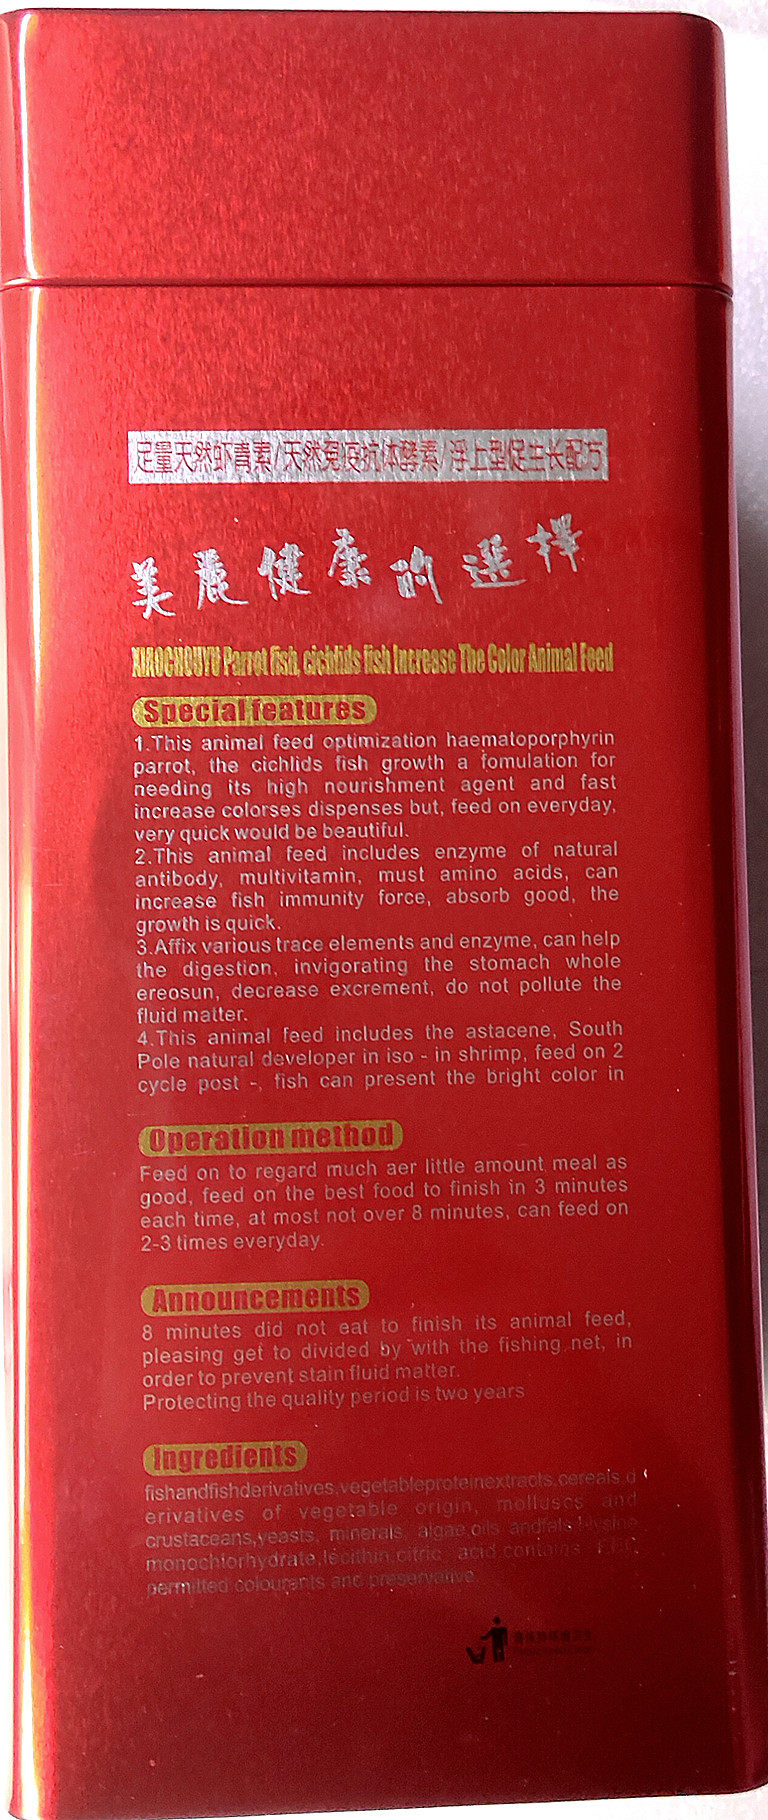 足量天然虾青素/天然免疫抗体酵素/浮上型促生长配方
美麗健康的選擇
XIAOCHOUYU Parrot fish, cichlids fish Increase The Color Animal Feed
Special features
1.This animal feed optimization haematoporphyrin
parrot, the cichlids fish growth a fomulation for
needing its high nourishment agent and fast
increase colorses dispenses but, feed on everyday,
very quick would be beautiful.
2.This animal feed includes enzyme of natural
antibody, multivitamin, must amino acids, can
increase fish immunity force, absorb good, the
growth is quick.
3.Affix various trace elements and enzyme, can help
the digestion, invigorating the stomach whole
ereosun, decrease excrement, do not pollute the
fluid matter.
4.This animal feed includes the astacene, South
Pole natural developer in iso - in shrimp, feed on 2
cycle post -, fish can present the bright color in
Operation method
Feed on to regard much aer little amount meal as
good, feed on the best food to finish in 3 minutes
each time, at most not over 8 minutes, can feed on
2-3 times everyday.
Announcements
8 minutes did not eat to finish its animal feed,
pleasing get to divided by with the fishing net, in
order to prevent stain fluid matter.
Protecting the quality period is two years
Ingredients
fishandfishderivatives,vegetableproteinextracts.cereals.d
erivatives of vegetable origin, molluscs and
crustaceans,yeasts, minerals, algae,oils andfats
monochlorhydrate,lecithin,citric acid,contains
permitted colourants and preservative